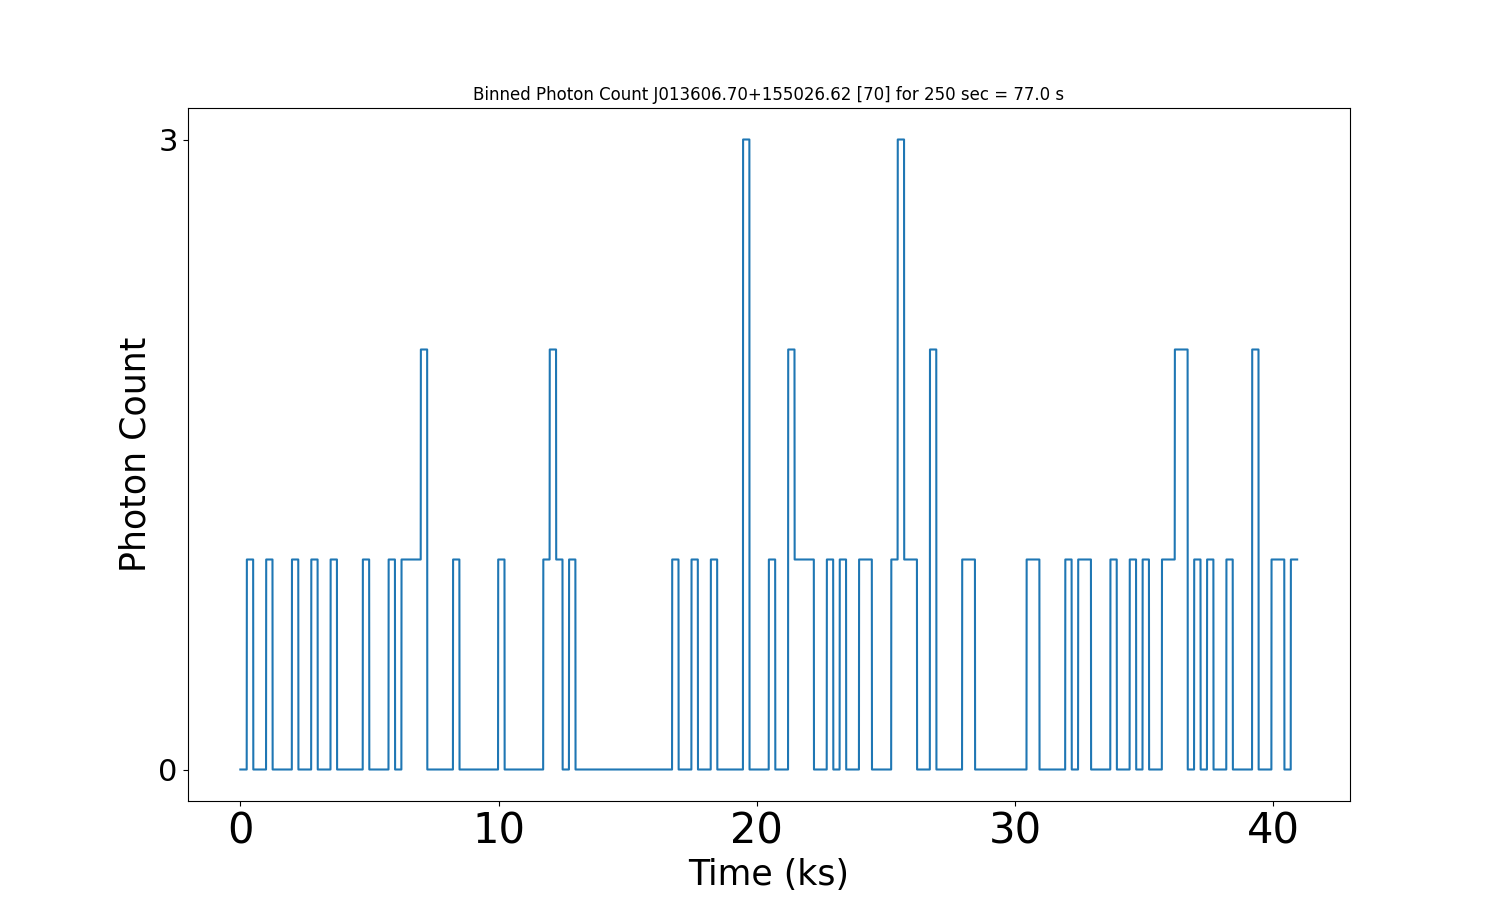 Binned Photon Count J013606.70+155026.62 [70] for 250 sec = 77.0 s
3
0
Photon Count
0 10 20 30 40
Time (ks)